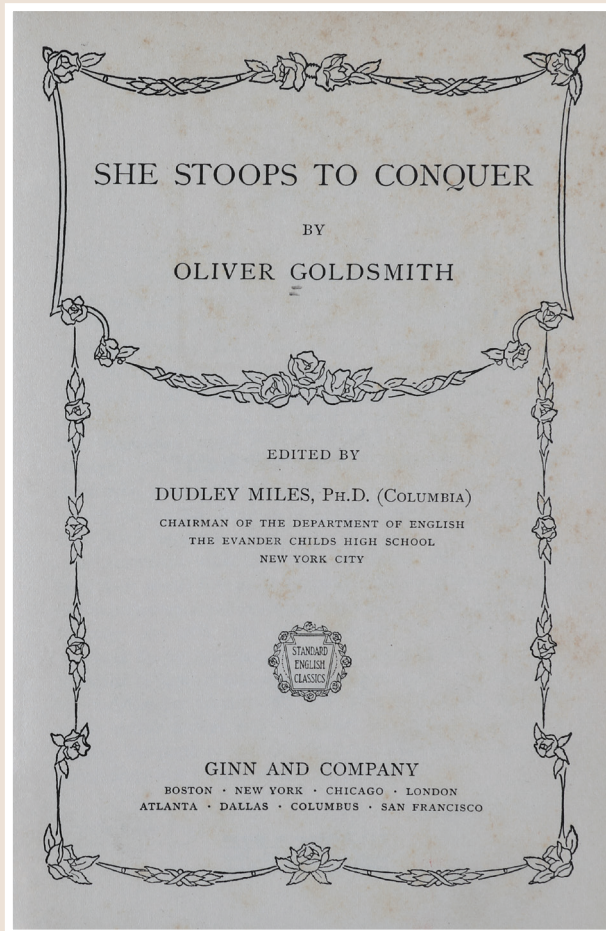 SHE STOOPS TO CONQUER
BY
OLIVER GOLDSMITH
EDITED BY
DUDLEY MILES, PH.D. (COLUMBIA)
CHAIRMAN OF THE DEPARTMENT OF ENGLISH
THE EVANDER CHILDS HIGH SCHOOL
NEW YORK CITY
STANDARD
ENGLISH
CLASSICS
GINN AND COMPANY
BOSTON · NEW YORK · CHICAGO · LONDON
ATLANTA · DALLAS · COLUMBUS · SAN FRANCISCO